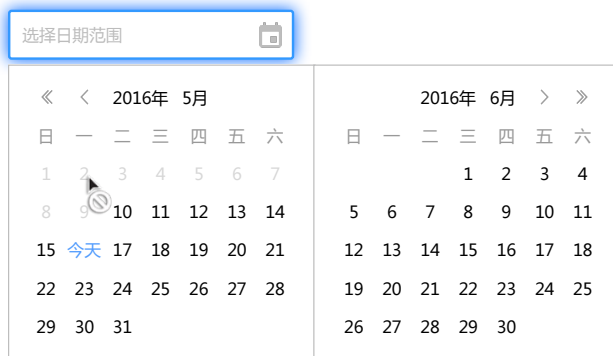 选择日期范围
2016年 5月
日 一 二 三 四 五 六
1 2 3 4 5 6 7
8 9 10 11 12 13 14
15 今天 17 18 19 20 21
22 23 24 25 26 27 28
29 30 31
2016年 6月
日 一 二 三 四 五 六
1 2 3 4
5 6 7 8 9 10 11
12 13 14 15 16 17 18
19 20 21 22 23 24 25
26 27 28 29 30